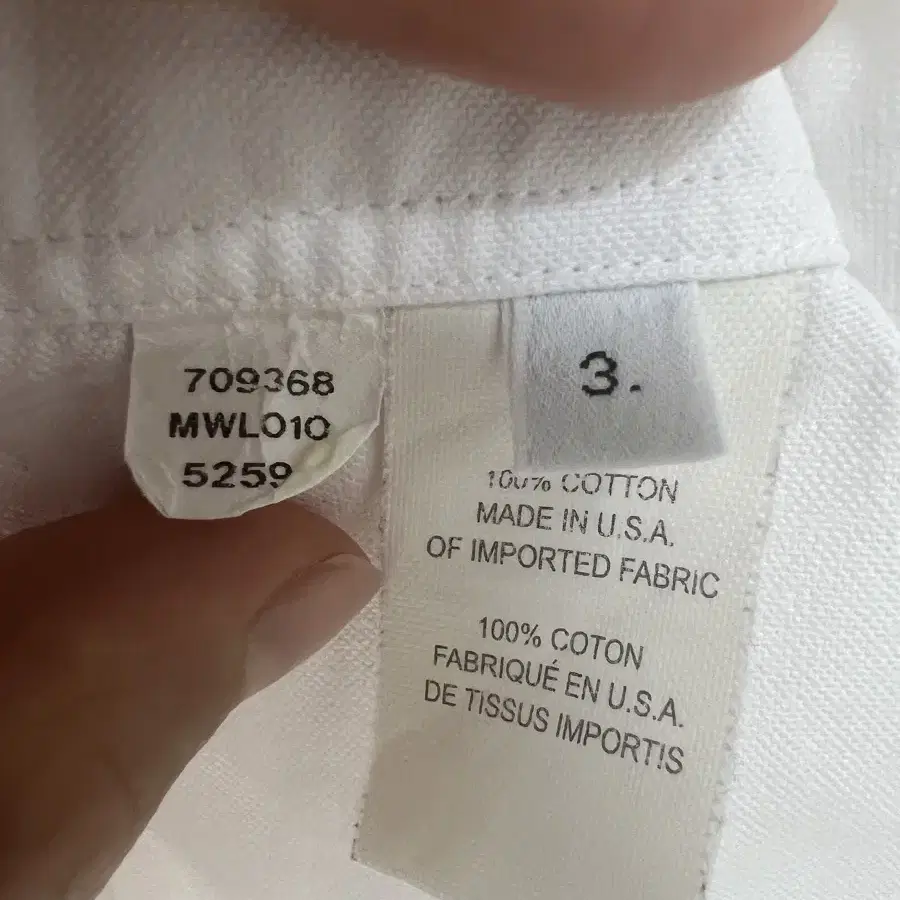 709368
MWL010
5259
3.
100% COTTON
MADE IN U.S.A.
OF IMPORTED FABRIC
100% COTON
FABRIQUÉ EN U.S.A.
DE TISSUS IMPORTIS